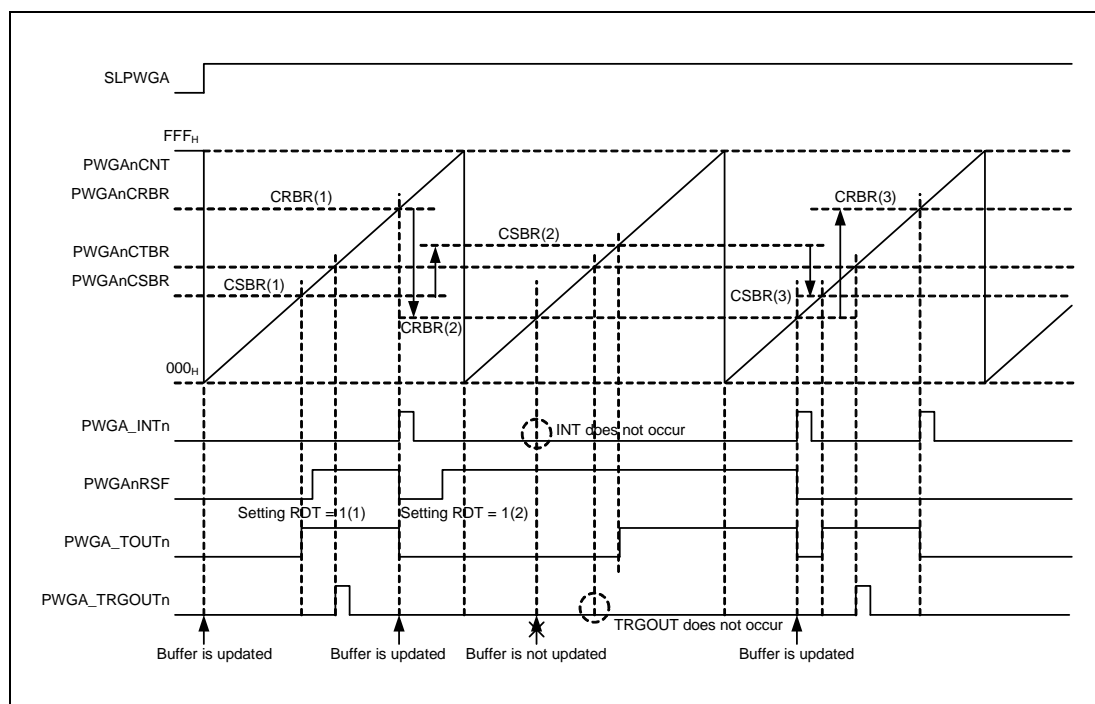 SLPWGA
FFFH
PWGAnCNT
PWGAnCRBR
CRBR(1)
CRBR(3)
CSBR(2)
PWGAnCTBR
PWGAnCSBR
CSBR(1)
CSBR(3)
CRBR(2)
000H
PWGA_INTn
INT does not occur
PWGAnRSF
Setting RDT = 1(1)
Setting RDT = 1(2)
PWGA_TOUTn
PWGA_TRGOUTn
TRGOUT does not occur
Buffer is updated
Buffer is updated
Buffer is not updated
Buffer is updated